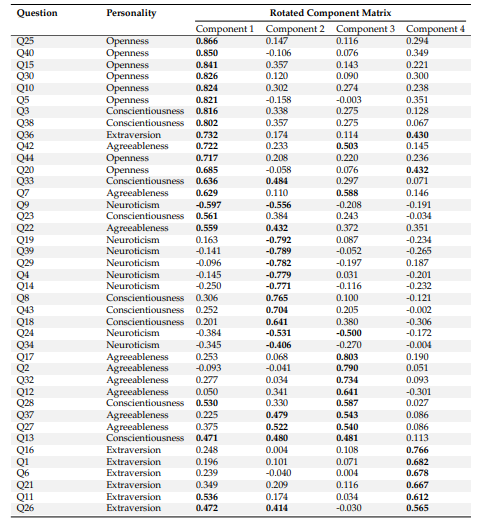 Question Personality Rotated Component Matrix
Component 1 Component 2 Component 3 Component 4
Q25 Openness 0.866 0.147 0.116 0.294
Q40 Openness 0.850 -0.106 0.076 0.349
Q15 Openness 0.841 0.357 0.143 0.221
Q30 Openness 0.826 0.120 0.090 0.300
Q10 Openness 0.824 0.302 0.274 0.238
Q5 Openness 0.821 -0.158 -0.003 0.351
Q3 Conscientiousness 0.816 0.338 0.275 0.128
Q38 Conscientiousness 0.802 0.357 0.275 0.067
Q36 Extraversion 0.732 0.174 0.114 0.430
Q42 Agreeableness 0.722 0.233 0.503 0.145
Q44 Openness 0.717 0.208 0.220 0.236
Q20 Openness 0.685 -0.058 0.076 0.432
Q33 Conscientiousness 0.636 0.484 0.297 0.071
Q7 Agreeableness 0.629 0.110 0.588 0.146
Q9 Neuroticism -0.597 -0.556 -0.208 -0.191
Q23 Conscientiousness 0.561 0.384 0.243 -0.034
Q22 Agreeableness 0.559 0.432 0.372 0.351
Q19 Neuroticism 0.163 -0.792 0.087 -0.234
Q39 Neuroticism -0.141 -0.789 -0.052 -0.265
Q29 Neuroticism -0.096 -0.782 -0.197 0.187
Q4 Neuroticism -0.145 -0.779 0.031 -0.201
Q14 Neuroticism -0.250 -0.771 -0.116 -0.232
Q8 Conscientiousness 0.306 0.765 0.100 -0.121
Q43 Conscientiousness 0.252 0.704 0.205 -0.002
Q18 Conscientiousness 0.201 0.641 0.380 -0.306
Q24 Neuroticism -0.384 -0.531 -0.500 -0.172
Q34 Neuroticism -0.345 -0.406 -0.270 -0.004
Q17 Agreeableness 0.253 0.068 0.803 0.190
Q2 Agreeableness -0.093 -0.041 0.790 0.051
Q32 Agreeableness 0.277 0.034 0.734 0.093
Q12 Agreeableness 0.050 0.341 0.641 -0.301
Q28 Conscientiousness 0.530 0.330 0.587 0.027
Q37 Agreeableness 0.225 0.479 0.543 0.086
Q27 Agreeableness 0.375 0.522 0.540 0.086
Q13 Conscientiousness 0.471 0.480 0.481 0.113
Q16 Extraversion 0.248 0.004 0.108 0.766
Q1 Extraversion 0.196 0.101 0.071 0.682
Q6 Extraversion 0.239 -0.040 0.004 0.678
Q21 Extraversion 0.349 0.209 0.116 0.667
Q11 Extraversion 0.536 0.174 0.034 0.612
Q26 Extraversion 0.472 0.414 -0.030 0.565